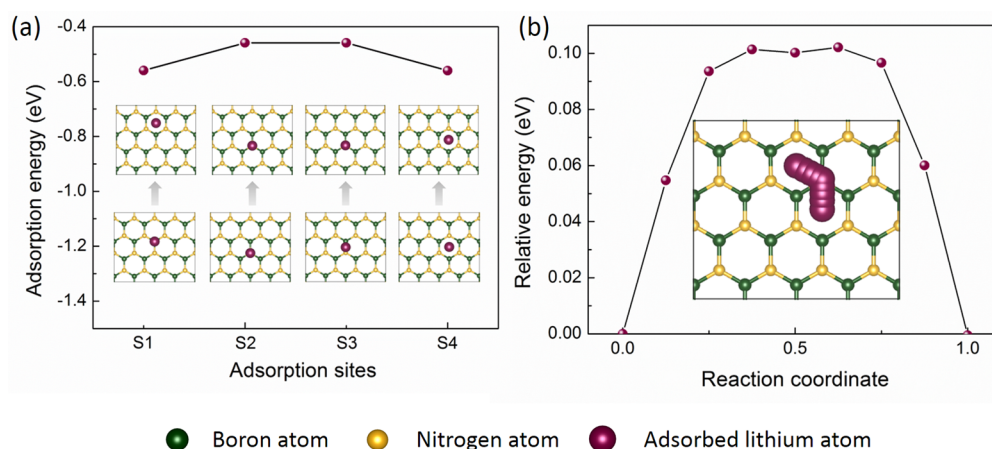 (a)
Adsorption energy (eV)
-0.4
-0.6
-0.8
-1.0
-1.2
-1.4
S1 S2 S3 S4
Adsorption sites
(b)
Relative energy (eV)
0.10
0.08
0.06
0.04
0.02
0.00
0.0 0.5 1.0
Reaction coordinate
Boron atom Nitrogen atom Adsorbed lithium atom